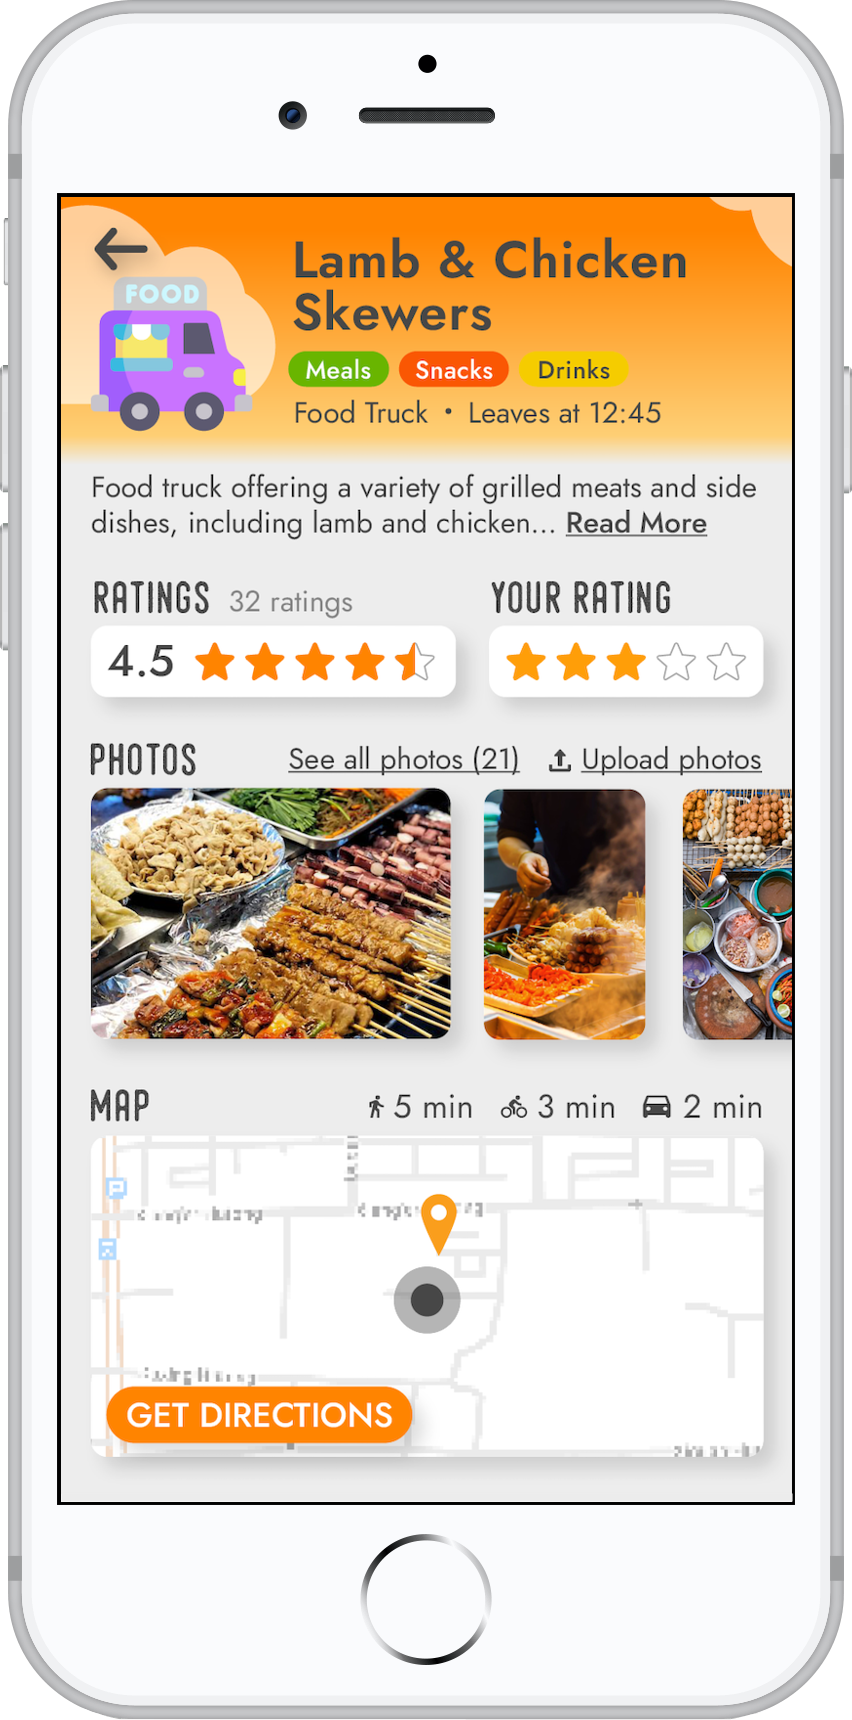 FOOD
Lamb & Chicken
Skewers
Meals Snacks Drinks
Food Truck • Leaves at 12:45
Food truck offering a variety of grilled meats and side
dishes, including lamb and chicken... Read More
RATINGS 32 ratings
YOUR RATING
4.5
PHOTOS See all photos (21) Upload photos
MAP 5 min 3 min 2 min
P
GET DIRECTIONS